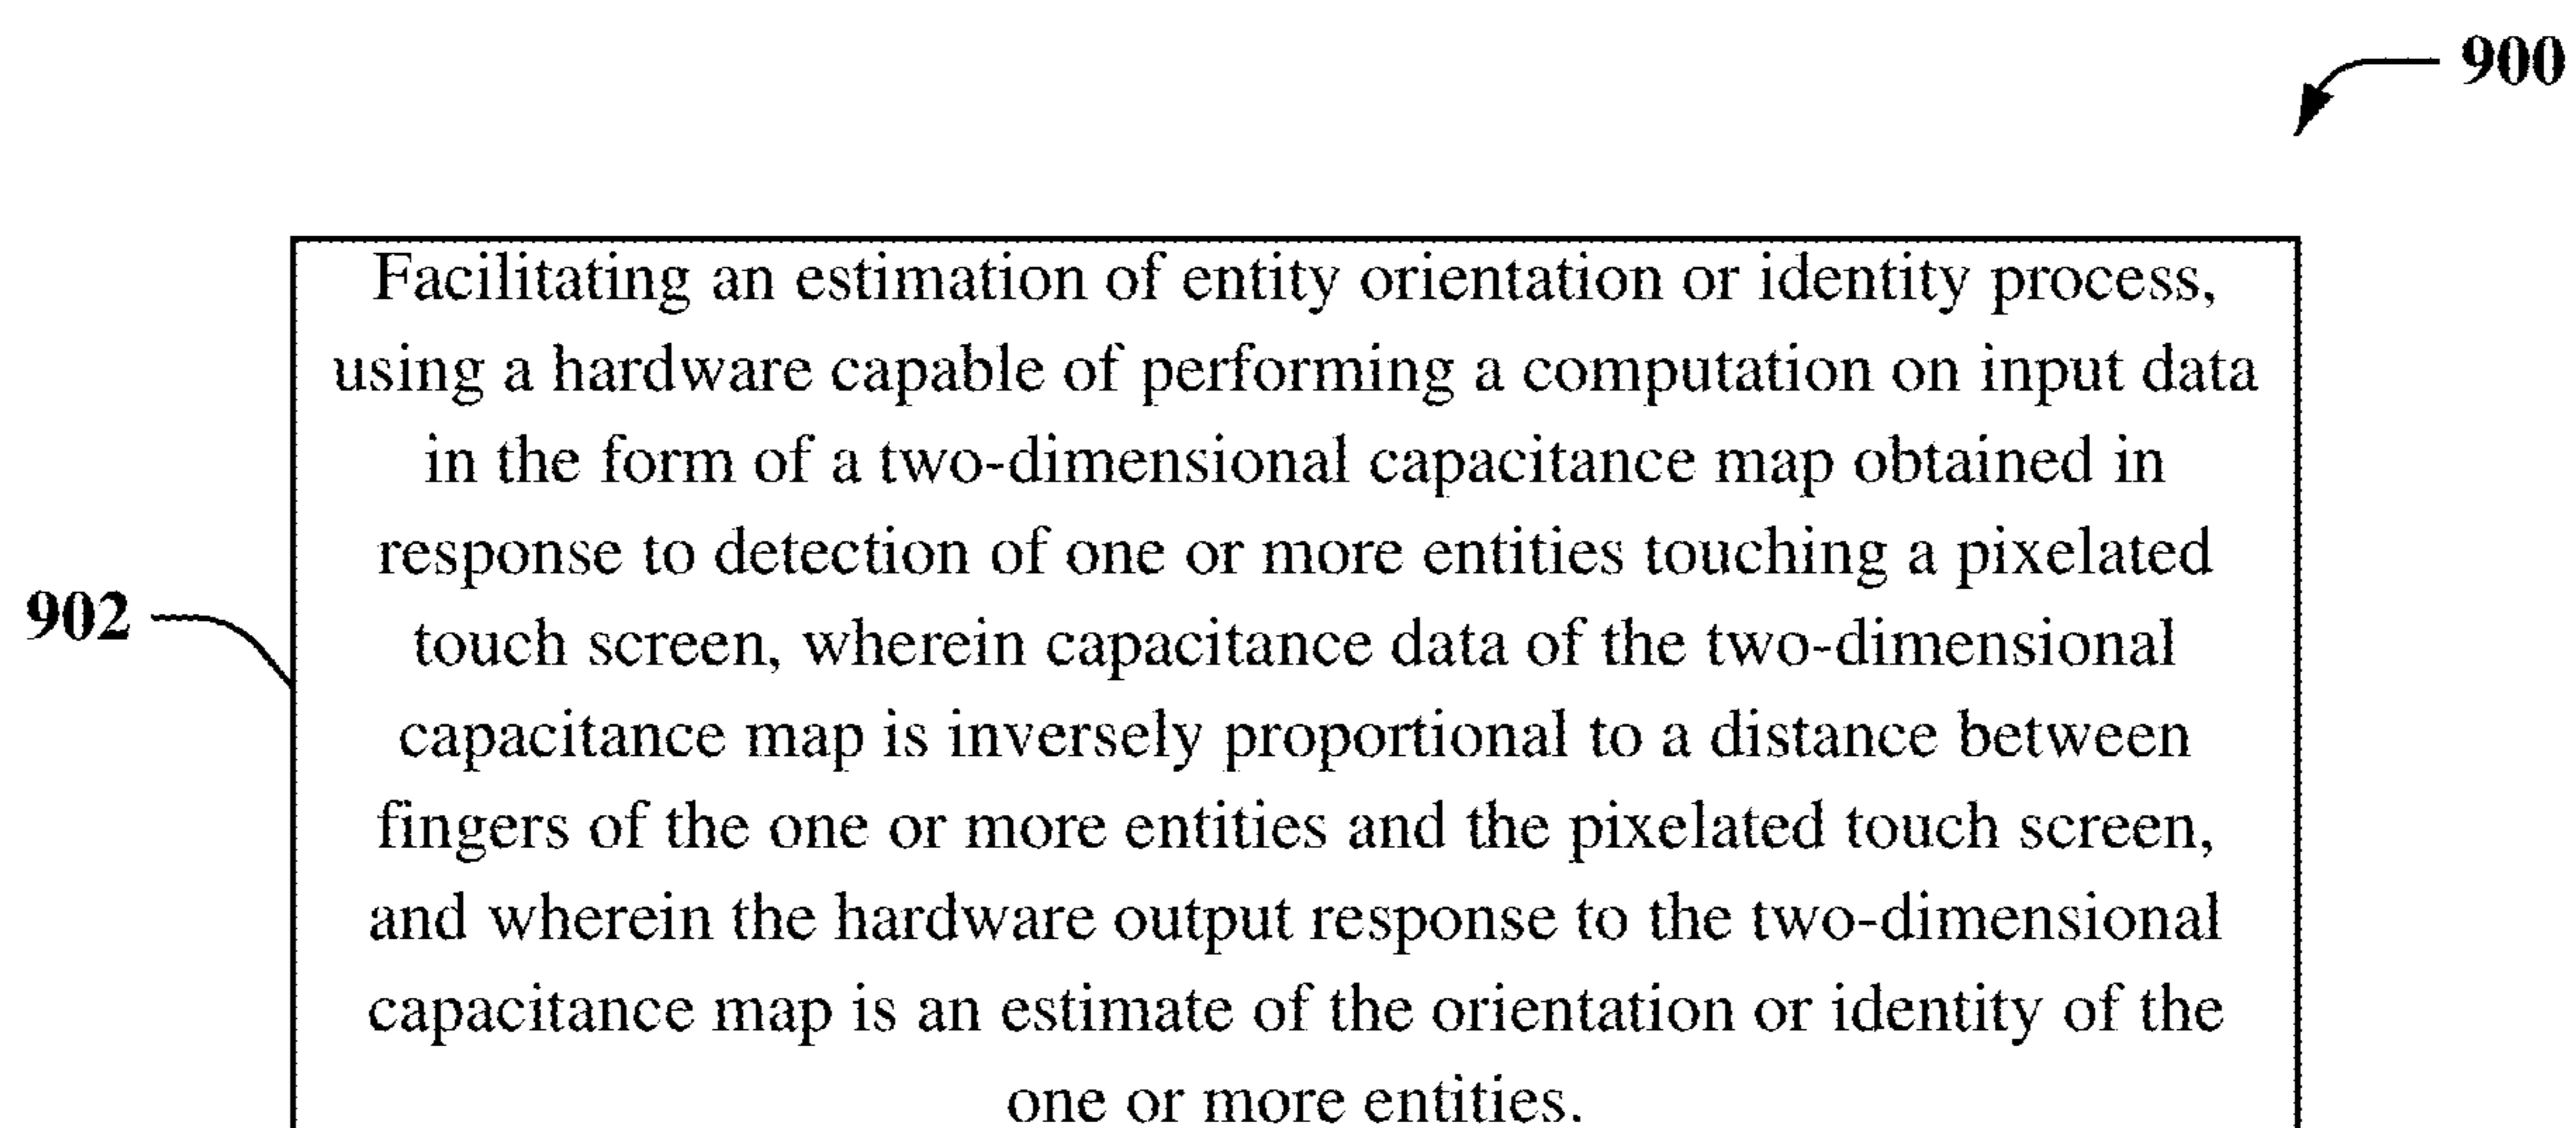 900
Facilitating an estimation of entity orientation or identity process,
using a hardware capable of performing a computation on input data
in the form of a two-dimensional capacitance map obtained in
response to detection of one or more entities touching a pixelated
902
touch screen, wherein capacitance data of the two-dimensional
capacitance map is inversely proportional to a distance between
fingers of the one or more entities and the pixelated touch screen,
and wherein the hardware output response to the two-dimensional
capacitance map is an estimate of the orientation or identity of the
one or more entities.